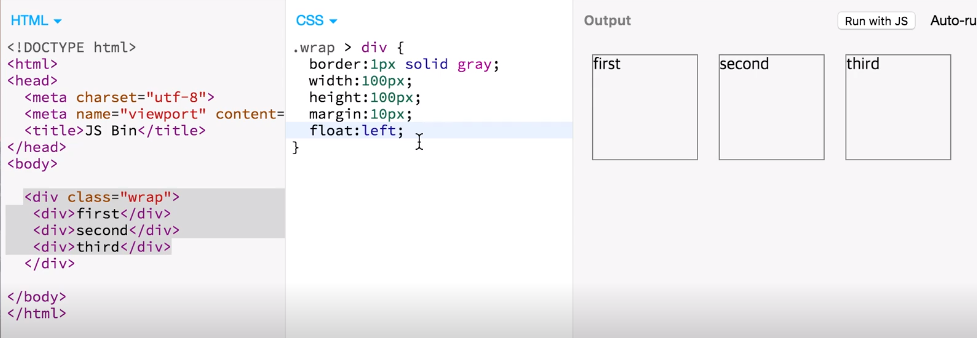 HTML
<!DOCTYPE html>
<html>
<head>
<meta charset="utf-8">
<meta name="viewport" content=
<title>JS Bin</title>
</head>
<body>
<div class="wrap">
<div>first</div>
<div>second</div>
<div>third</div>
</div>
</body>
</html>
CSS
.wrap > div {
border:1px solid gray;
width:100px;
height:100px;
margin:10px;
float:left;
}
Output
Run with JS
Auto-ru
first
second
third